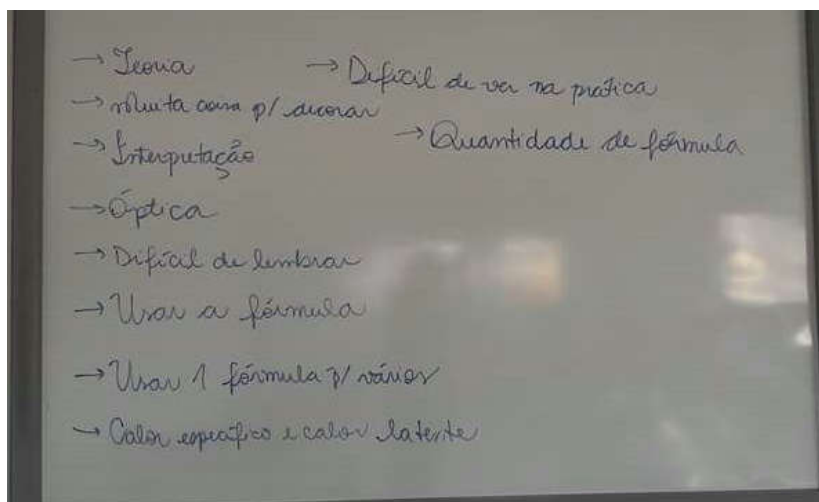 → Teoria
→ Muita coisa p/ decorar
→ Interpretação
→ Óptica
→ Difícil de lembrar
→ Usar a fórmula
→ Usar 1 fórmula p/ vários
→ Calor específico e calor latente
→ Difícil de ver na prática
→ Quantidade de fórmula